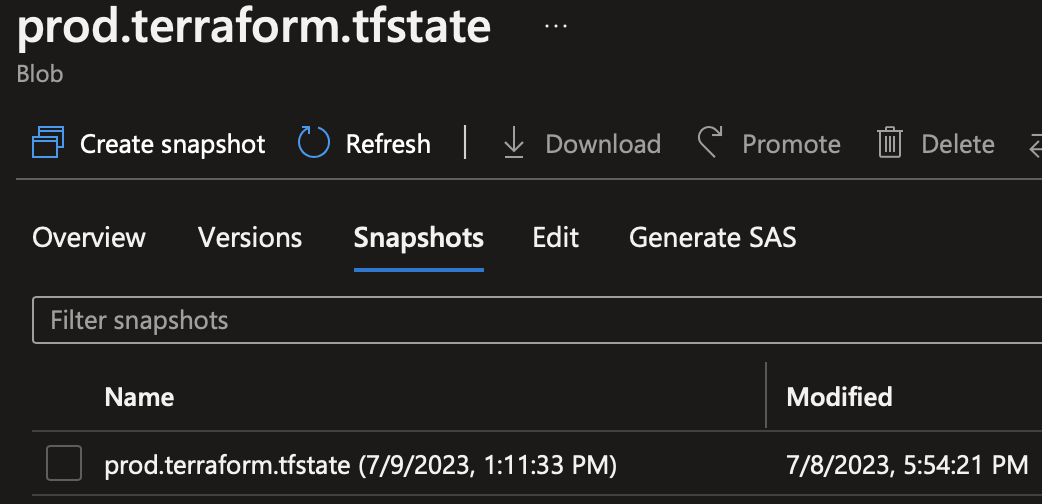 prod.terraform.tfstate ...
Blob
Create snapshot Refresh Download Promote Delete
Overview Versions Snapshots Edit Generate SAS
Filter snapshots
Name Modified
prod.terraform.tfstate (7/9/2023, 1:11:33 PM) 7/8/2023, 5:54:21 PM